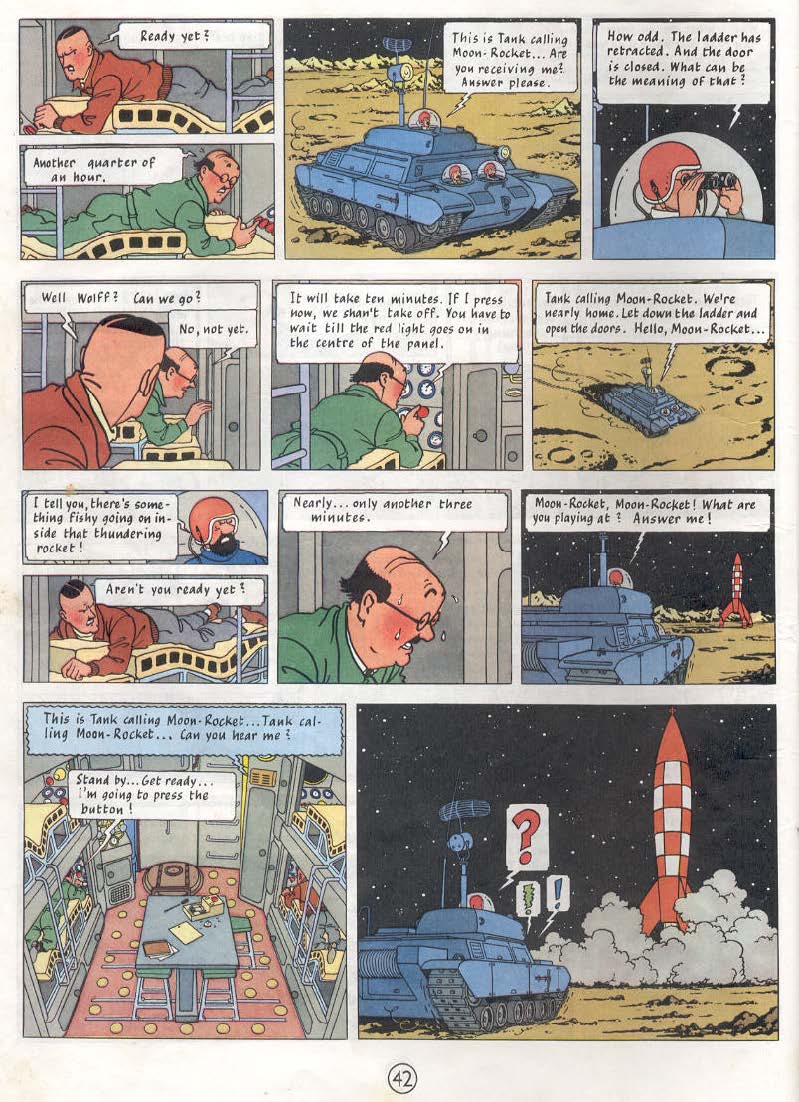 Ready yet?
Another quarter of
an hour.
This is Tank calling
Moon-Rocket... Are
you receiving me?
Answer please.
How odd. The ladder has
retracted. And the door
is closed. What can be
the meaning of that?
Well Wolff? Can we go?
No, not yet.
It will take ten minutes. If I press
now, we shan't take off. You have to
wait till the red light goes on in
the centre of the panel.
Tank calling Moon-Rocket. We're
nearly home. Let down the ladder and
open the doors. Hello, Moon-Rocket...
I tell you, there's some-
thing fishy going on in-
side that thundering
rocket!
Aren't you ready yet?
Nearly... only another three
minutes.
Moon-Rocket, Moon-Rocket! What are
you playing at? Answer me!
This is Tank calling Moon-Rocket...Tank cal-
ling Moon-Rocket... Can you hear me?
Stand by... Get ready...
I'm going to press the
button!
?
!
!
42